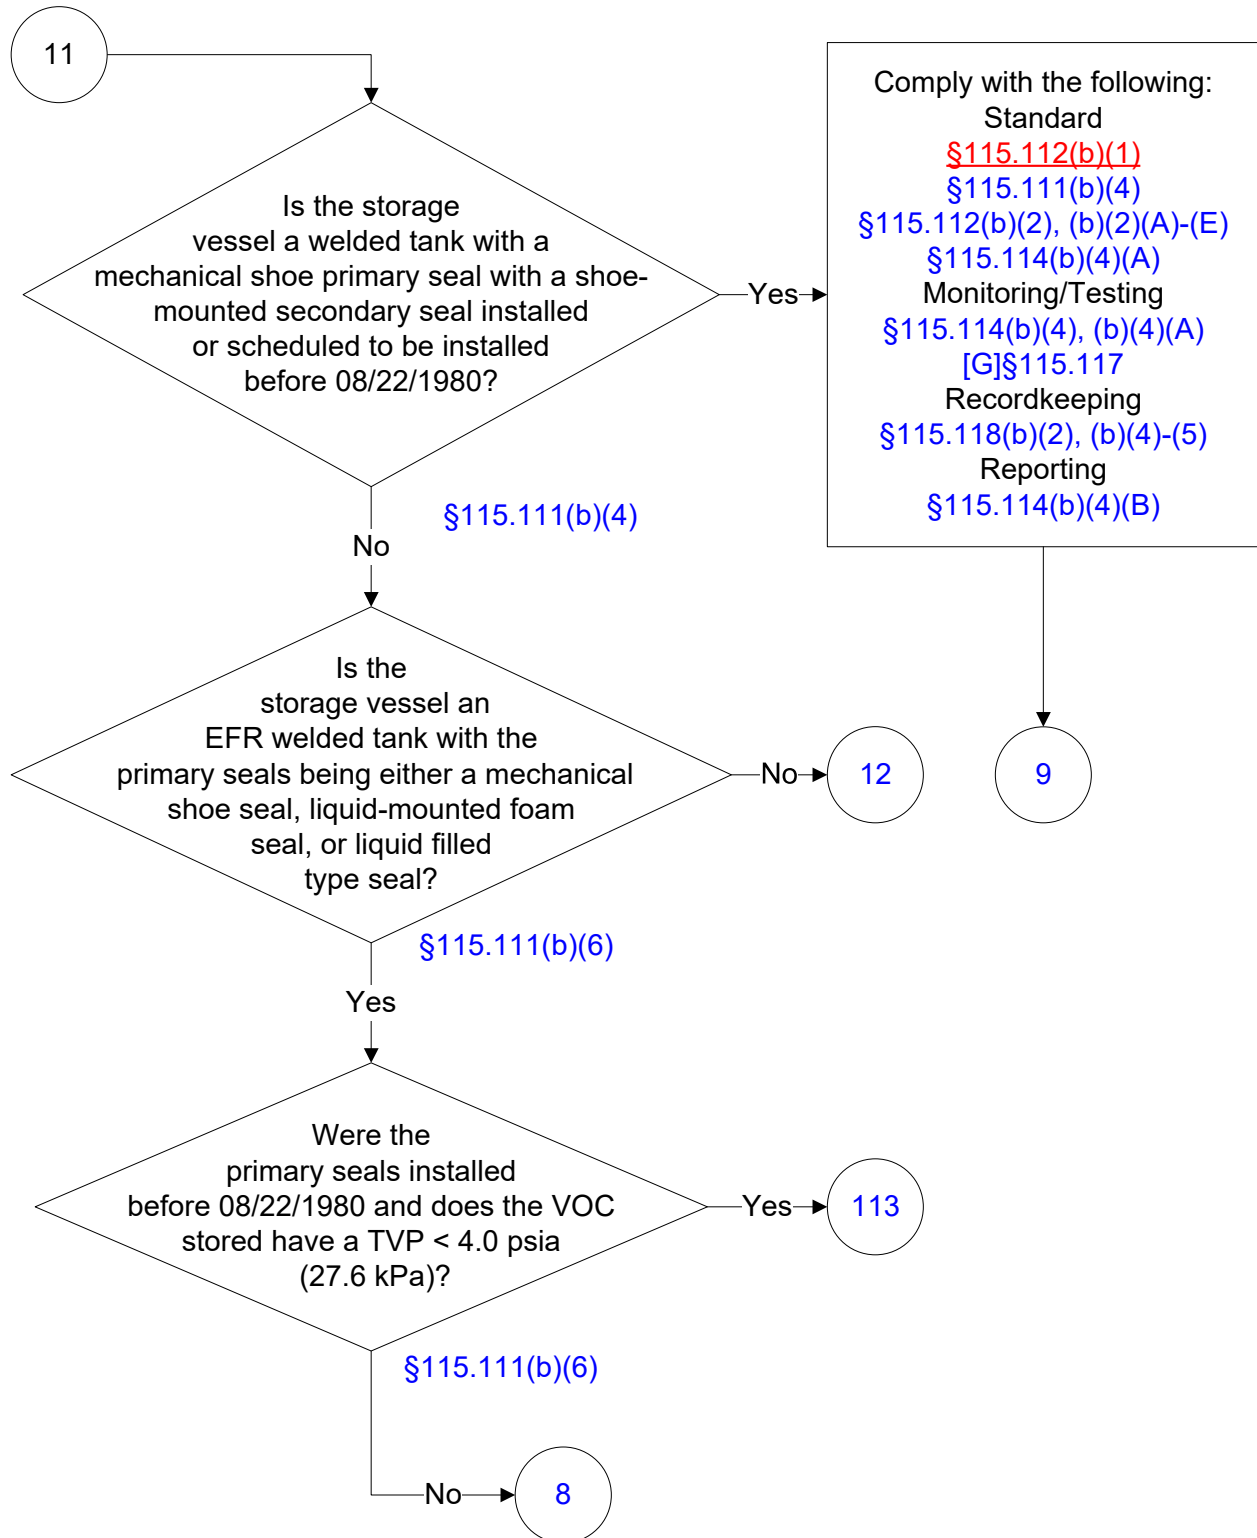 11
Is the storage
vessel a welded tank with a
mechanical shoe primary seal with a shoe-
mounted secondary seal installed
or scheduled to be installed
before 08/22/1980?
Yes
Comply with the following:
Standard
§115.112(b)(1)
§115.111(b)(4)
§115.112(b)(2), (b)(2)(A)-(E)
§115.114(b)(4)(A)
Monitoring/Testing
§115.114(b)(4), (b)(4)(A)
[G]§115.117
Recordkeeping
§115.118(b)(2), (b)(4)-(5)
Reporting
§115.114(b)(4)(B)
§115.111(b)(4)
No
Is the
storage vessel an
EFR welded tank with the
primary seals being either a mechanical
shoe seal, liquid-mounted foam
seal, or liquid filled
type seal?
No
12
9
§115.111(b)(6)
Yes
Were the
primary seals installed
before 08/22/1980 and does the VOC
stored have a TVP < 4.0 psia
(27.6 kPa)?
Yes
113
§115.111(b)(6)
No
8